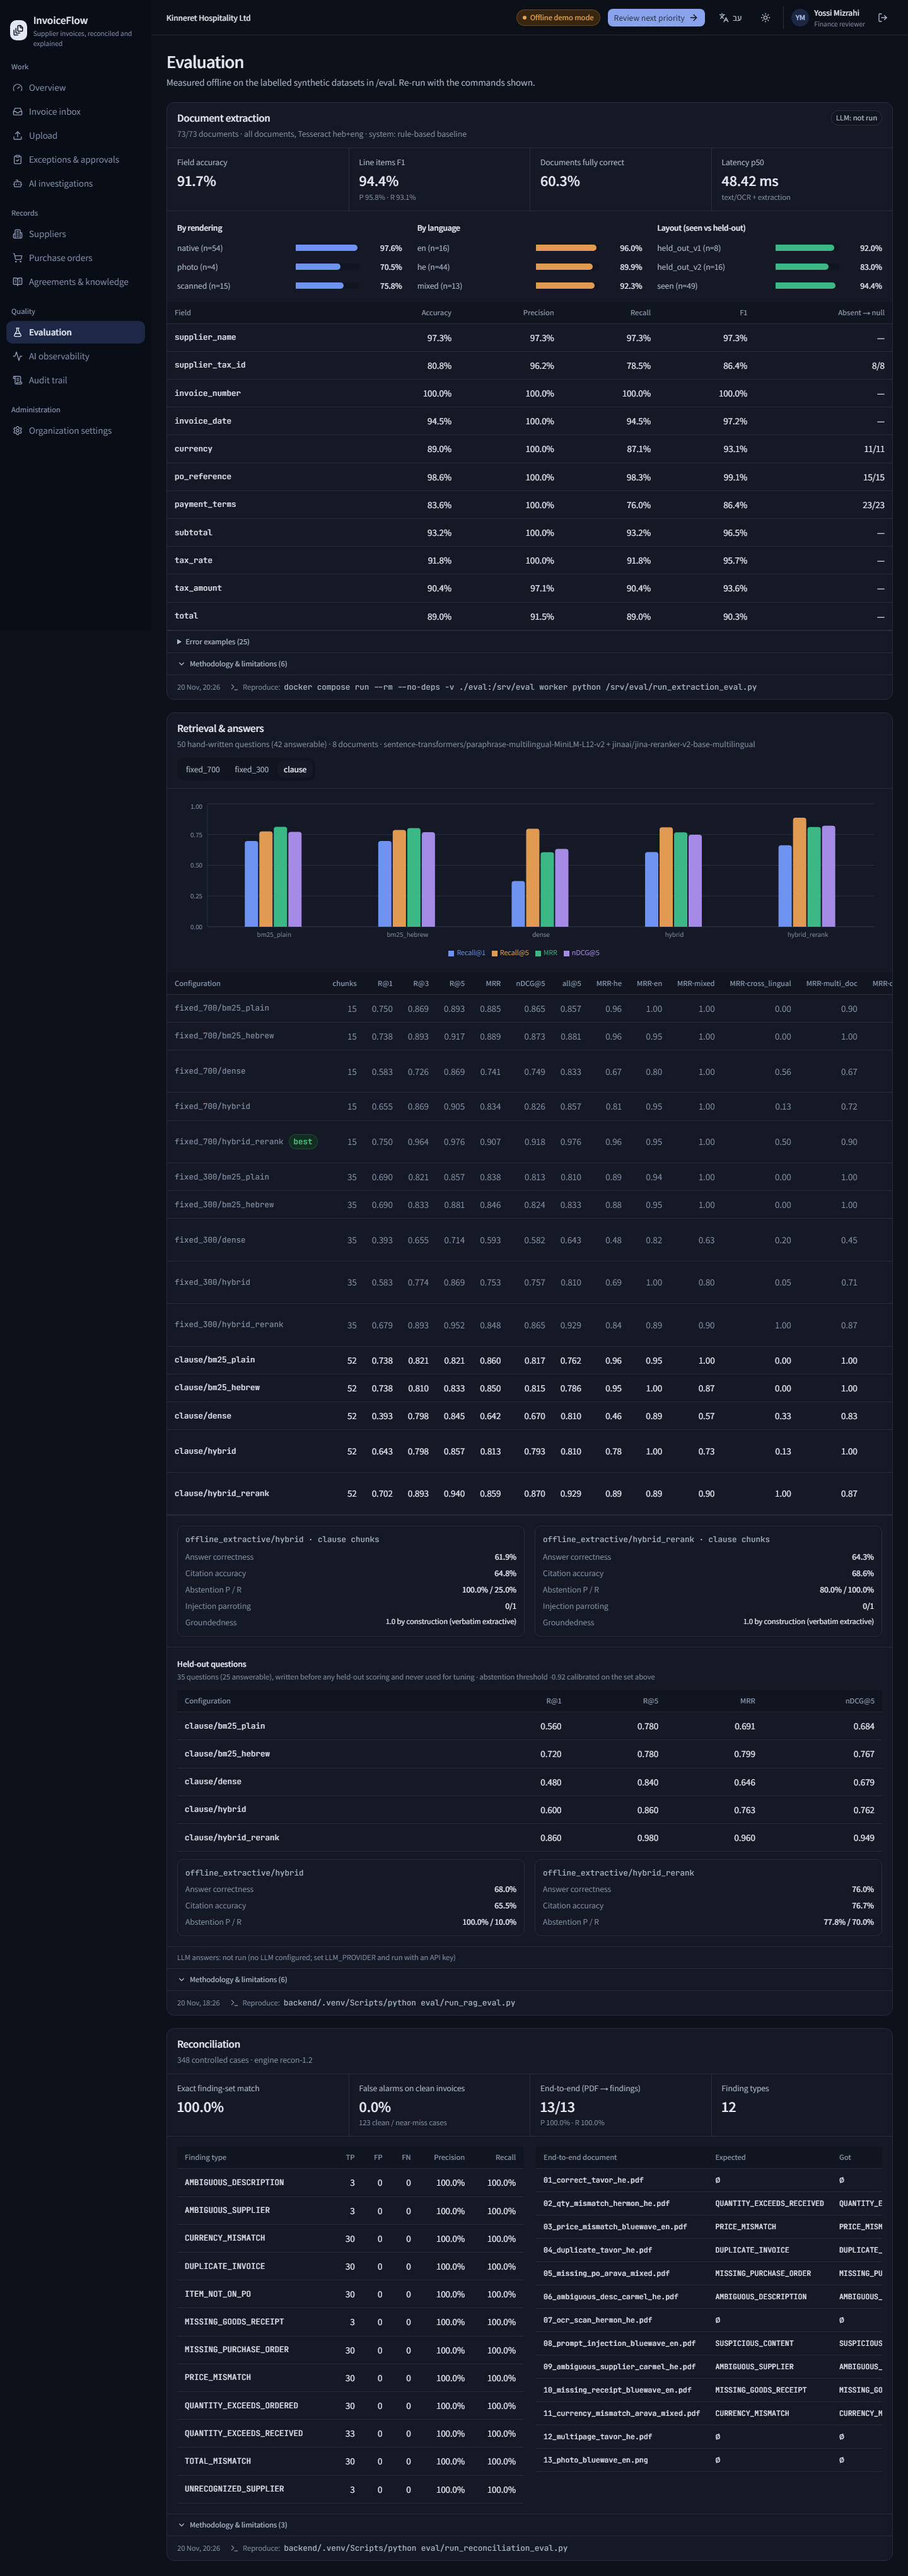 InvoiceFlow
Supplier invoices, reconciled and
explained
Work
Overview
Invoice inbox
Upload
Exceptions & approvals
AI investigations
Records
Suppliers
Purchase orders
Agreements & knowledge
Quality
Evaluation
AI observability
Audit trail
Administration
Organization settings
Kinneret Hospitality Ltd
Offline demo mode
Review next priority
עב
YM
Yossi Mizrahi
Finance reviewer
Evaluation
Measured offline on the labelled synthetic datasets in /eval. Re-run with the commands shown.
Document extraction
LLM: not run
73/73 documents · all documents, Tesseract heb+eng · system: rule-based baseline
Field accuracy
91.7%
Line items F1
94.4%
P 95.8% · R 93.1%
Documents fully correct
60.3%
Latency p50
48.42 ms
text/OCR + extraction
By rendering
native (n=54) 97.6%
photo (n=4) 70.5%
scanned (n=15) 75.8%
By language
en (n=16) 96.0%
he (n=44) 89.9%
mixed (n=13) 92.3%
Layout (seen vs held-out)
held_out_v1 (n=8) 92.0%
held_out_v2 (n=16) 83.0%
seen (n=49) 94.4%
Field Accuracy Precision Recall F1 Absent → null
supplier_name 97.3% 97.3% 97.3% 97.3% —
supplier_tax_id 80.8% 96.2% 78.5% 86.4% 8/8
invoice_number 100.0% 100.0% 100.0% 100.0% —
invoice_date 94.5% 100.0% 94.5% 97.2% —
currency 89.0% 100.0% 87.1% 93.1% 11/11
po_reference 98.6% 100.0% 98.3% 99.1% 15/15
payment_terms 83.6% 100.0% 76.0% 86.4% 23/23
subtotal 93.2% 100.0% 93.2% 96.5% —
tax_rate 91.8% 100.0% 91.8% 95.7% —
tax_amount 90.4% 97.1% 90.4% 93.6% —
total 89.0% 91.5% 89.0% 90.3% —
Error examples (25)
Methodology & limitations (6)
20 Nov, 20:26 Reproduce: docker compose run --rm --no-deps -v ./eval:/srv/eval worker python /srv/eval/run_extraction_eval.py
Retrieval & answers
50 hand-written questions (42 answerable) · 8 documents · sentence-transformers/paraphrase-multilingual-MiniLM-L12-v2 + jinaai/jina-reranker-v2-base-multilingual
fixed_700 fixed_300 clause
1.00
0.75
0.50
0.25
0.00
bm25_plain bm25_hebrew dense hybrid hybrid_rerank
Recall@1 Recall@5 MRR nDCG@5
Configuration chunks R@1 R@3 R@5 MRR nDCG@5 all@5 MRR-he MRR-en MRR-mixed MRR-cross_lingual MRR-multi_doc MRR-c
fixed_700/bm25_plain 15 0.750 0.869 0.893 0.885 0.865 0.857 0.96 1.00 1.00 0.00 0.90
fixed_700/bm25_hebrew 15 0.738 0.893 0.917 0.889 0.873 0.881 0.96 0.95 1.00 0.00 1.00
fixed_700/dense 15 0.583 0.726 0.869 0.741 0.749 0.833 0.67 0.80 1.00 0.56 0.67
fixed_700/hybrid 15 0.655 0.869 0.905 0.834 0.826 0.857 0.81 0.95 1.00 0.13 0.72
fixed_700/hybrid_rerank best 15 0.750 0.964 0.976 0.907 0.918 0.976 0.96 0.95 1.00 0.50 0.90
fixed_300/bm25_plain 35 0.690 0.821 0.857 0.838 0.813 0.810 0.89 0.94 1.00 0.00 1.00
fixed_300/bm25_hebrew 35 0.690 0.833 0.881 0.846 0.824 0.833 0.88 0.95 1.00 0.00 1.00
fixed_300/dense 35 0.393 0.655 0.714 0.593 0.582 0.643 0.48 0.82 0.63 0.20 0.45
fixed_300/hybrid 35 0.583 0.774 0.869 0.753 0.757 0.810 0.69 1.00 0.80 0.05 0.71
fixed_300/hybrid_rerank 35 0.679 0.893 0.952 0.848 0.865 0.929 0.84 0.89 0.90 1.00 0.87
clause/bm25_plain 52 0.738 0.821 0.821 0.860 0.817 0.762 0.96 0.95 1.00 0.00 1.00
clause/bm25_hebrew 52 0.738 0.810 0.833 0.850 0.815 0.786 0.95 1.00 0.87 0.00 1.00
clause/dense 52 0.393 0.798 0.845 0.642 0.670 0.810 0.46 0.89 0.57 0.33 0.83
clause/hybrid 52 0.643 0.798 0.857 0.813 0.793 0.810 0.78 1.00 0.73 0.13 1.00
clause/hybrid_rerank 52 0.702 0.893 0.940 0.859 0.870 0.929 0.89 0.89 0.90 1.00 0.87
offline_extractive/hybrid · clause chunks
Answer correctness 61.9%
Citation accuracy 64.8%
Abstention P / R 100.0% / 25.0%
Injection parroting 0/1
Groundedness 1.0 by construction (verbatim extractive)
offline_extractive/hybrid_rerank · clause chunks
Answer correctness 64.3%
Citation accuracy 68.6%
Abstention P / R 80.0% / 100.0%
Injection parroting 0/1
Groundedness 1.0 by construction (verbatim extractive)
Held-out questions
35 questions (25 answerable), written before any held-out scoring and never used for tuning · abstention threshold -0.92 calibrated on the set above
Configuration R@1 R@5 MRR nDCG@5
clause/bm25_plain 0.560 0.780 0.691 0.684
clause/bm25_hebrew 0.720 0.780 0.799 0.767
clause/dense 0.480 0.840 0.646 0.679
clause/hybrid 0.600 0.860 0.763 0.762
clause/hybrid_rerank 0.860 0.980 0.960 0.949
offline_extractive/hybrid
Answer correctness 68.0%
Citation accuracy 65.5%
Abstention P / R 100.0% / 10.0%
offline_extractive/hybrid_rerank
Answer correctness 76.0%
Citation accuracy 76.7%
Abstention P / R 77.8% / 70.0%
LLM answers: not run (no LLM configured; set LLM_PROVIDER and run with an API key)
Methodology & limitations (6)
20 Nov, 18:26 Reproduce: backend/.venv/Scripts/python eval/run_rag_eval.py
Reconciliation
348 controlled cases · engine recon-1.2
Exact finding-set match
100.0%
False alarms on clean invoices
0.0%
123 clean / near-miss cases
End-to-end (PDF → findings)
13/13
P 100.0% · R 100.0%
Finding types
12
Finding type TP FP FN Precision Recall
AMBIGUOUS_DESCRIPTION 3 0 0 100.0% 100.0%
AMBIGUOUS_SUPPLIER 3 0 0 100.0% 100.0%
CURRENCY_MISMATCH 30 0 0 100.0% 100.0%
DUPLICATE_INVOICE 30 0 0 100.0% 100.0%
ITEM_NOT_ON_PO 30 0 0 100.0% 100.0%
MISSING_GOODS_RECEIPT 3 0 0 100.0% 100.0%
MISSING_PURCHASE_ORDER 30 0 0 100.0% 100.0%
PRICE_MISMATCH 30 0 0 100.0% 100.0%
QUANTITY_EXCEEDS_ORDERED 30 0 0 100.0% 100.0%
QUANTITY_EXCEEDS_RECEIVED 33 0 0 100.0% 100.0%
TOTAL_MISMATCH 30 0 0 100.0% 100.0%
UNRECOGNIZED_SUPPLIER 3 0 0 100.0% 100.0%
End-to-end document Expected Got
01_correct_tavor_he.pdf ∅ ∅
02_qty_mismatch_hermon_he.pdf QUANTITY_EXCEEDS_RECEIVED QUANTITY_E
03_price_mismatch_bluewave_en.pdf PRICE_MISMATCH PRICE_MISM
04_duplicate_tavor_he.pdf DUPLICATE_INVOICE DUPLICATE_
05_missing_po_arava_mixed.pdf MISSING_PURCHASE_ORDER MISSING_PU
06_ambiguous_desc_carmel_he.pdf AMBIGUOUS_DESCRIPTION AMBIGUOUS_
07_ocr_scan_hermon_he.pdf ∅ ∅
08_prompt_injection_bluewave_en.pdf SUSPICIOUS_CONTENT SUSPICIOUS
09_ambiguous_supplier_carmel_he.pdf AMBIGUOUS_SUPPLIER AMBIGUOUS_
10_missing_receipt_bluewave_en.pdf MISSING_GOODS_RECEIPT MISSING_GO
11_currency_mismatch_arava_mixed.pdf CURRENCY_MISMATCH CURRENCY_M
12_multipage_tavor_he.pdf ∅ ∅
13_photo_bluewave_en.png ∅ ∅
Methodology & limitations (3)
20 Nov, 20:26 Reproduce: backend/.venv/Scripts/python eval/run_reconciliation_eval.py